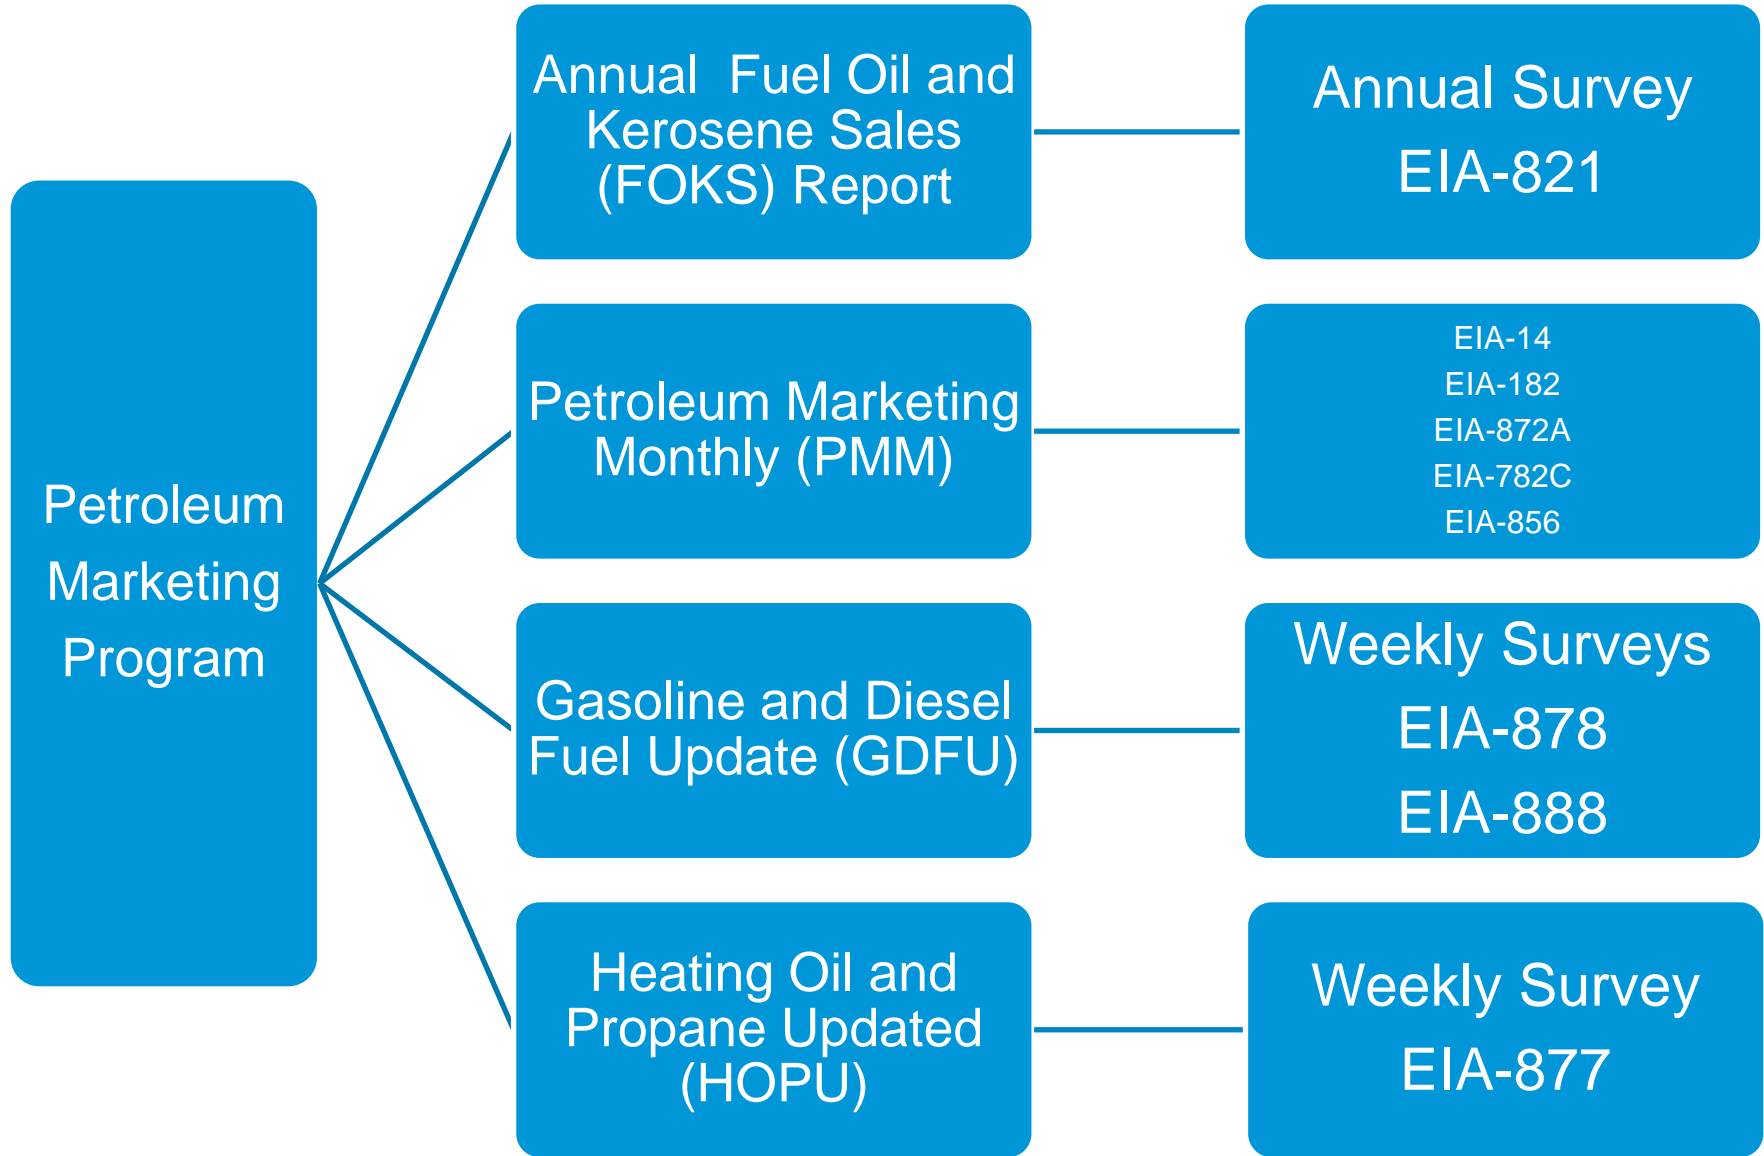 Petroleum
Marketing
Program
Annual  Fuel Oil and
Kerosene Sales
(FOKS) Report
Annual Survey
EIA-821
Petroleum Marketing
Monthly (PMM)
EIA-14
EIA-182
EIA-872A
EIA-782C
EIA-856
Gasoline and Diesel
Fuel Update (GDFU)
Weekly Surveys
EIA-878
EIA-888
Heating Oil and
Propane Updated
(HOPU)
Weekly Survey
EIA-877